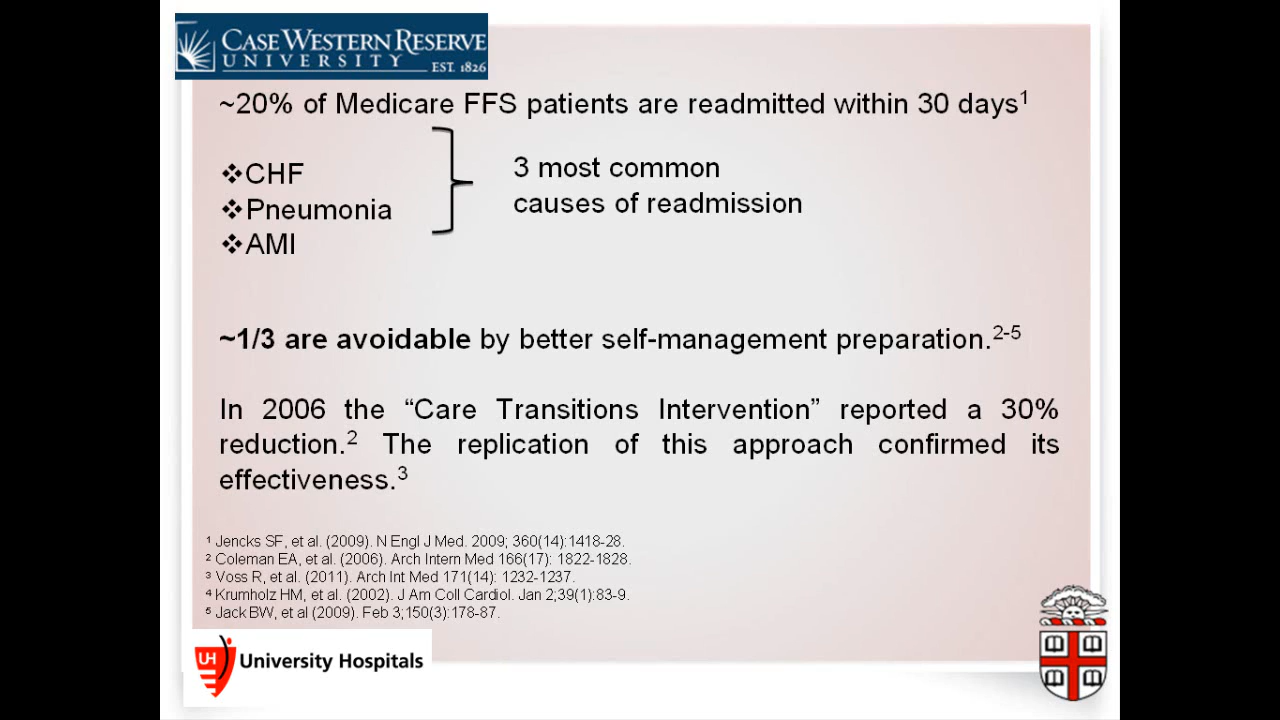 CASE WESTERN RESERVE
UNIVERSITY EST. 1826
~20% of Medicare FFS patients are readmitted within 30 days¹
❖CHF
❖Pneumonia
❖AMI
3 most common
causes of readmission
~1/3 are avoidable by better self-management preparation.²⁻⁵
In 2006 the “Care Transitions Intervention” reported a 30%
reduction.² The replication of this approach confirmed its
effectiveness.³
¹ Jencks SF, et al. (2009). N Engl J Med. 2009; 360(14):1418-28.
² Coleman EA, et al. (2006). Arch Intern Med 166(17): 1822-1828.
³ Voss R, et al. (2011). Arch Int Med 171(14): 1232-1237.
⁴ Krumholz HM, et al. (2002). J Am Coll Cardiol. Jan 2;39(1):83-9.
⁵ Jack BW, et al (2009). Feb 3;150(3):178-87.
UH University Hospitals